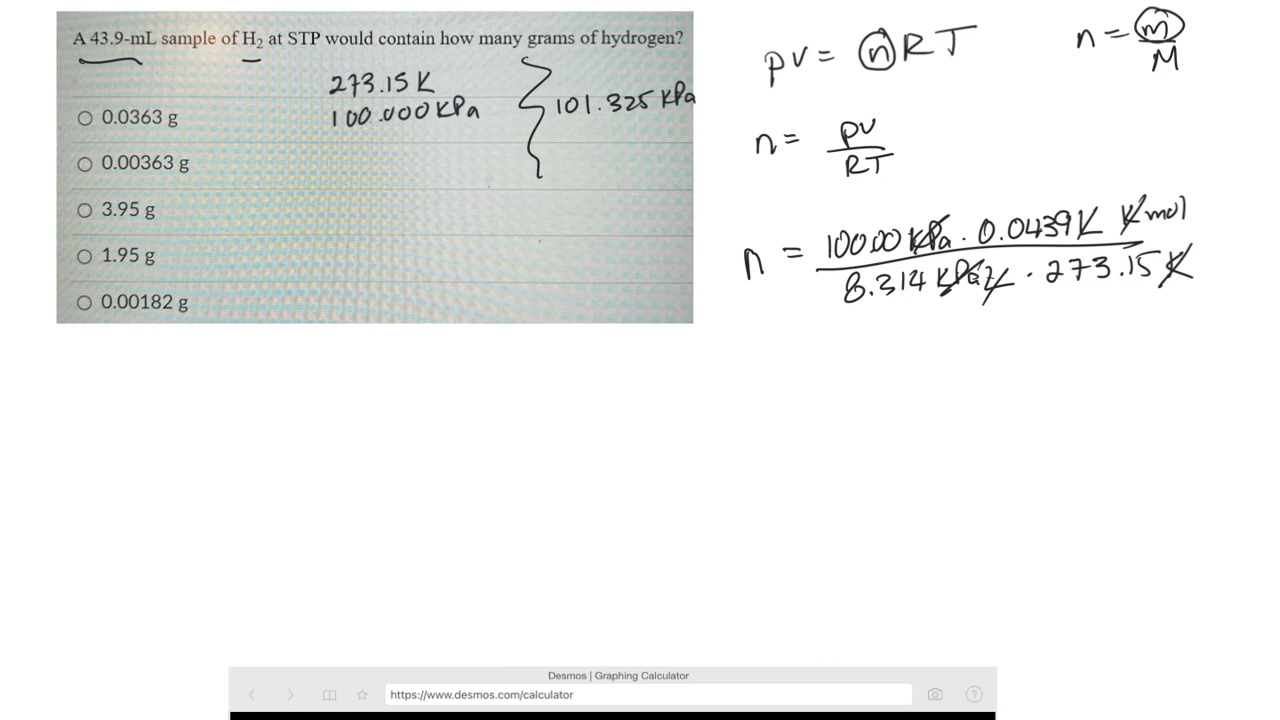 A 43.9-mL sample of H₂ at STP would contain how many grams of hydrogen?
273.15 K
100.000 kPa
101.325 kPa
0.0363 g
0.00363 g
3.95 g
1.95 g
0.00182 g
PV = nRT
n = m/M
n = PV/RT
n = 100.00 kPa · 0.0439 K K mol / 8.314 kPa L · 273.15 K
Desmos | Graphing Calculator
https://www.desmos.com/calculator